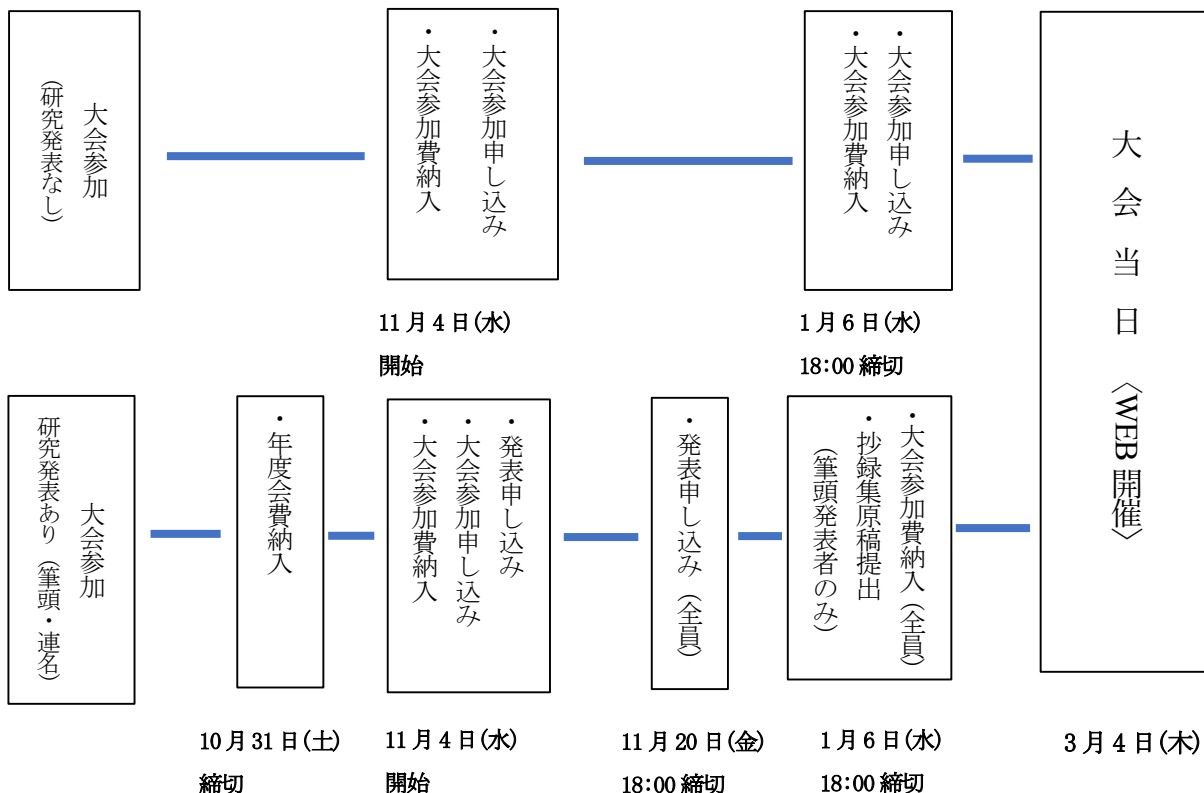 大会参加
(研究発表なし)
・大会参加申し込み
・大会参加費納入
11月4日(水)
開始
・大会参加申し込み
・大会参加費納入
1月6日(水)
18:00 締切
大会当日 〈WEB開催〉
大会参加
研究発表あり (筆頭・連名)
・年度会費納入
10月31日(土)
締切
・発表申し込み
・大会参加申し込み
・大会参加費納入
11月4日(水)
開始
・発表申し込み (全員)
11月20日(金)
18:00 締切
・大会参加費納入 (全員)
・抄録集原稿提出
(筆頭発表者のみ)
1月6日(水)
18:00 締切
3月4日(木)